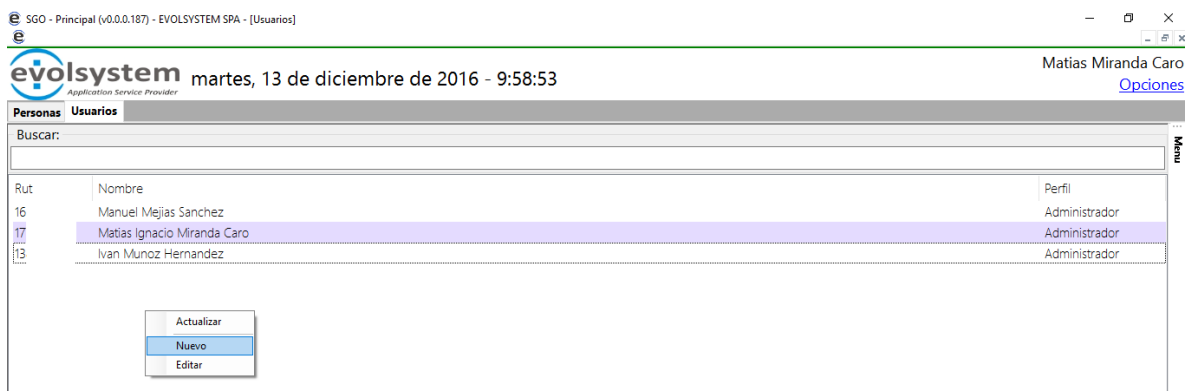 SGO - Principal (v0.0.0.187) - EVOLSYSTEM SPA - [Usuarios]
evolsystem
Application Service Provider
martes, 13 de diciembre de 2016 - 9:58:53
Matias Miranda Caro
Opciones
Personas Usuarios
Menu
Buscar:
Rut Nombre Perfil
16 Manuel Mejias Sanchez Administrador
17 Matias Ignacio Miranda Caro Administrador
13 Ivan Munoz Hernandez Administrador
Actualizar
Nuevo
Editar